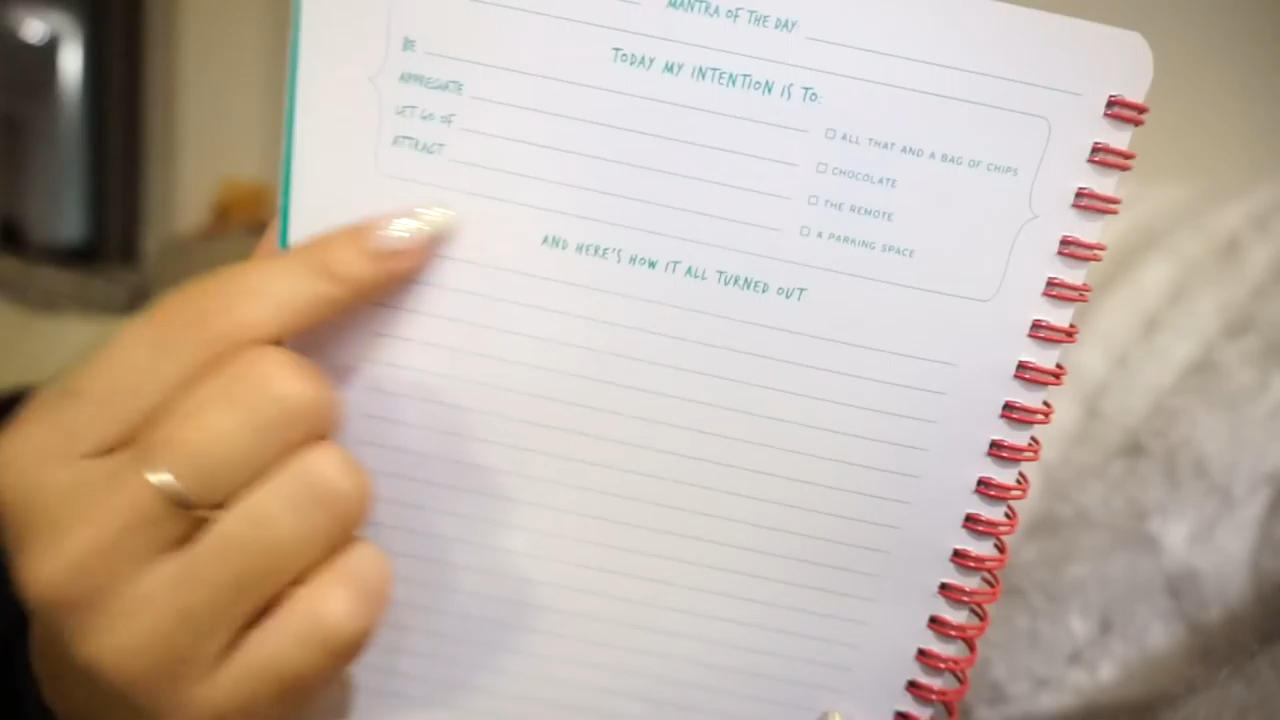 MANTRA OF THE DAY
TODAY MY INTENTION IS TO:
BE
APPRECIATE
LET GO OF
ATTRACT
ALL THAT AND A BAG OF CHIPS
CHOCOLATE
THE REMOTE
A PARKING SPACE
AND HERE'S HOW IT ALL TURNED OUT